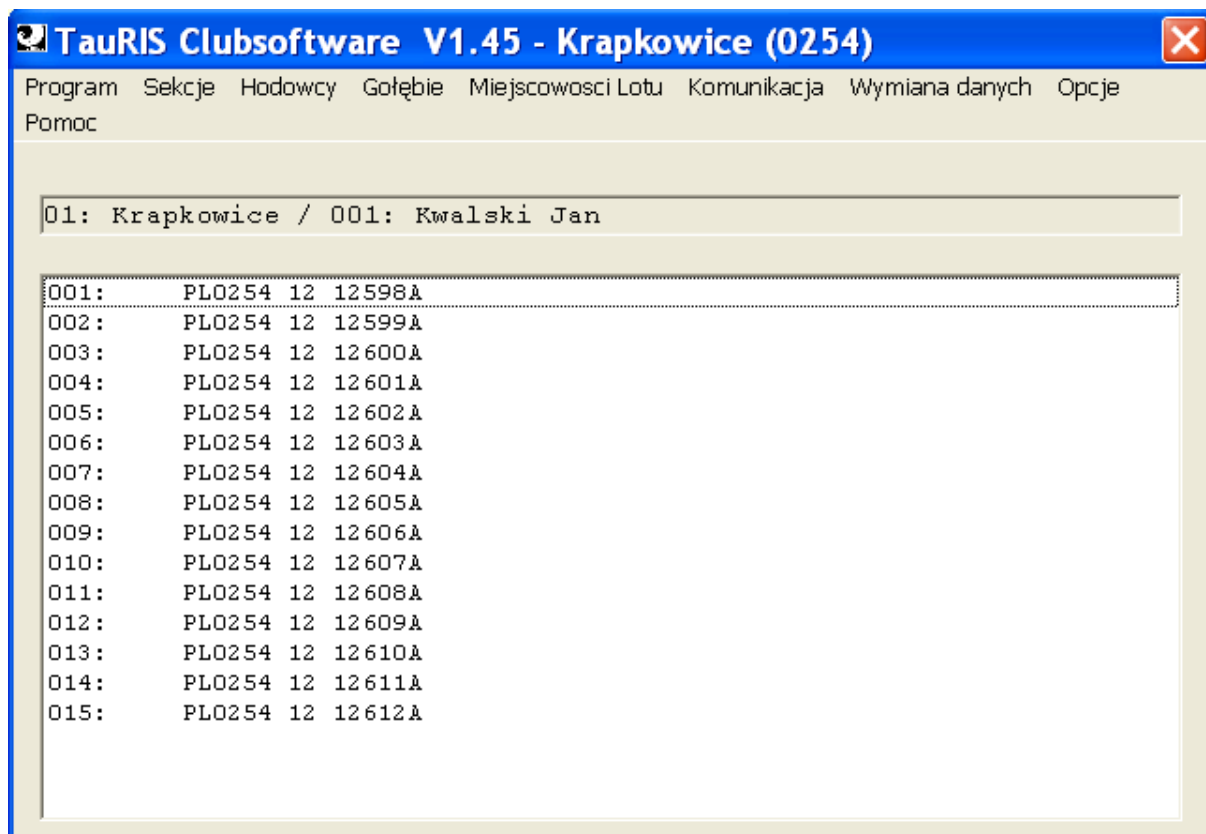 TauRIS Clubsoftware V1.45 - Krapkowice (0254)
Program Sekcje Hodowcy Gołębie Miejscowosci Lotu Komunikacja Wymiana danych Opcje
Pomoc
01: Krapkowice / 001: Kwalski Jan
001: PL0254 12 12598A
002: PL0254 12 12599A
003: PL0254 12 12600A
004: PL0254 12 12601A
005: PL0254 12 12602A
006: PL0254 12 12603A
007: PL0254 12 12604A
008: PL0254 12 12605A
009: PL0254 12 12606A
010: PL0254 12 12607A
011: PL0254 12 12608A
012: PL0254 12 12609A
013: PL0254 12 12610A
014: PL0254 12 12611A
015: PL0254 12 12612A